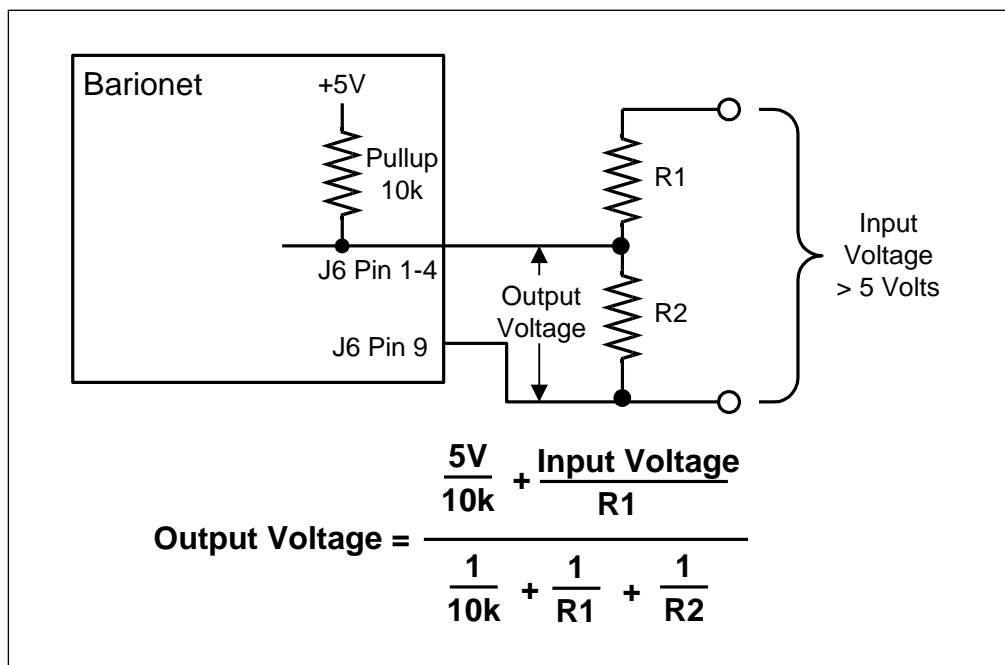 Barionet
+5V
Pullup
10k
R1
Input
Voltage
> 5 Volts
J6 Pin 1-4
Output
Voltage
R2
J6 Pin 9
Output Voltage =
5V
10k
+
Input Voltage
R1
1
10k
+
1
R1
+
1
R2